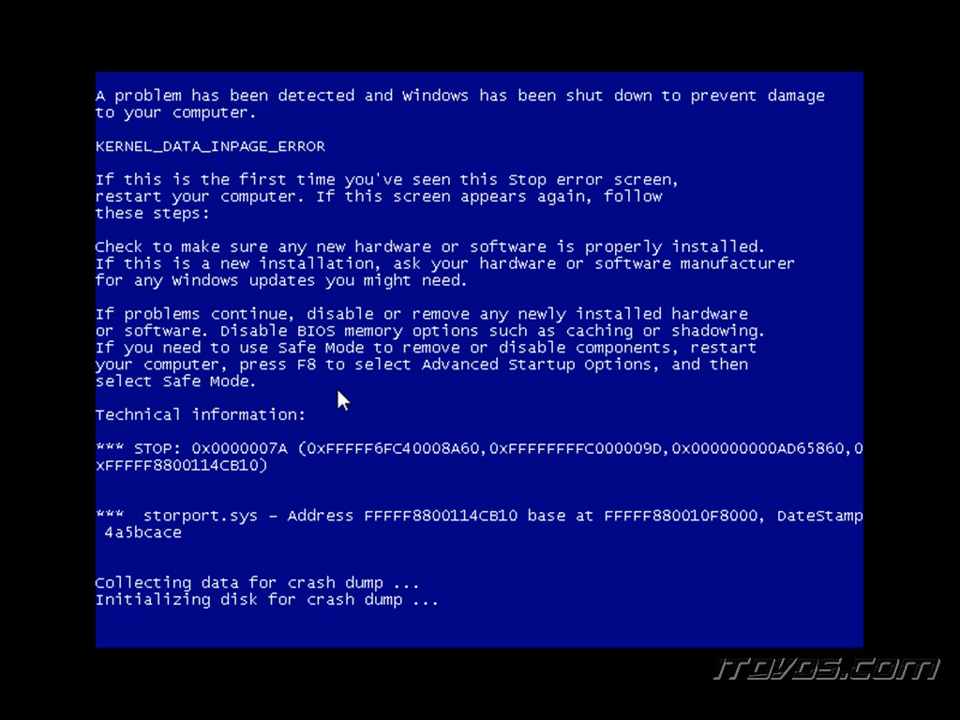 A problem has been detected and Windows has been shut down to prevent damage
to your computer.
KERNEL_DATA_INPAGE_ERROR
If this is the first time you've seen this Stop error screen,
restart your computer. If this screen appears again, follow
these steps:
Check to make sure any new hardware or software is properly installed.
If this is a new installation, ask your hardware or software manufacturer
for any Windows updates you might need.
If problems continue, disable or remove any newly installed hardware
or software. Disable BIOS memory options such as caching or shadowing.
If you need to use Safe Mode to remove or disable components, restart
your computer, press F8 to select Advanced Startup Options, and then
select Safe Mode.
Technical information:
*** STOP: 0x0000007A (0xFFFFF6FC40008A60,0xFFFFFFFFC000009D,0x000000000AD65860,0
xFFFFF8800114CB10)
*** storport.sys - Address FFFFF8800114CB10 base at FFFFF880010F8000, DateStamp
4a5bcace
Collecting data for crash dump ...
Initializing disk for crash dump ...
ITovos.com